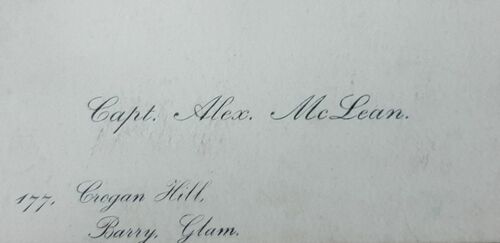 Capt. Alex. McLean.
177, Crogan Hill,
Barry, Glam.